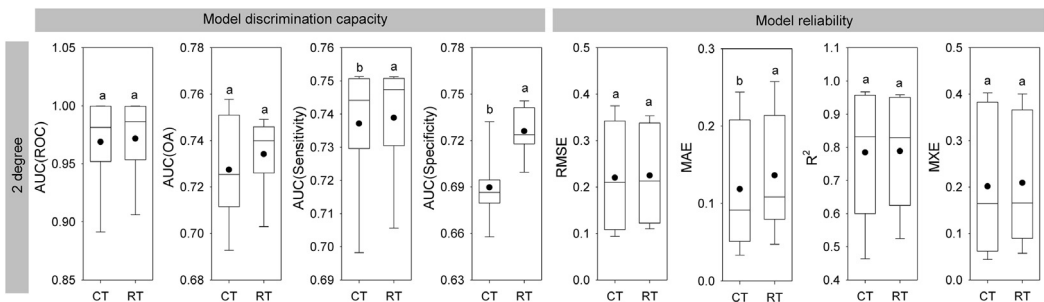 Model discrimination capacity
Model reliability
2 degree
AUC(ROC)
1.05
1.00
0.95
0.90
0.85
a
a
CT
RT
AUC(OA)
0.78
0.76
0.74
0.72
0.70
0.68
a
a
CT
RT
AUC(Sensitivity)
0.76
0.75
0.74
0.73
0.72
0.71
0.70
0.69
b
a
CT
RT
AUC(Specificity)
0.78
0.75
0.72
0.69
0.66
0.63
b
a
CT
RT
RMSE
0.5
0.4
0.3
0.2
0.1
0.0
a
a
CT
RT
MAE
0.3
0.2
0.1
0.0
b
a
CT
RT
R²
1.0
0.9
0.8
0.7
0.6
0.5
0.4
a
a
CT
RT
MXE
0.5
0.4
0.3
0.2
0.1
0.0
a
a
CT
RT